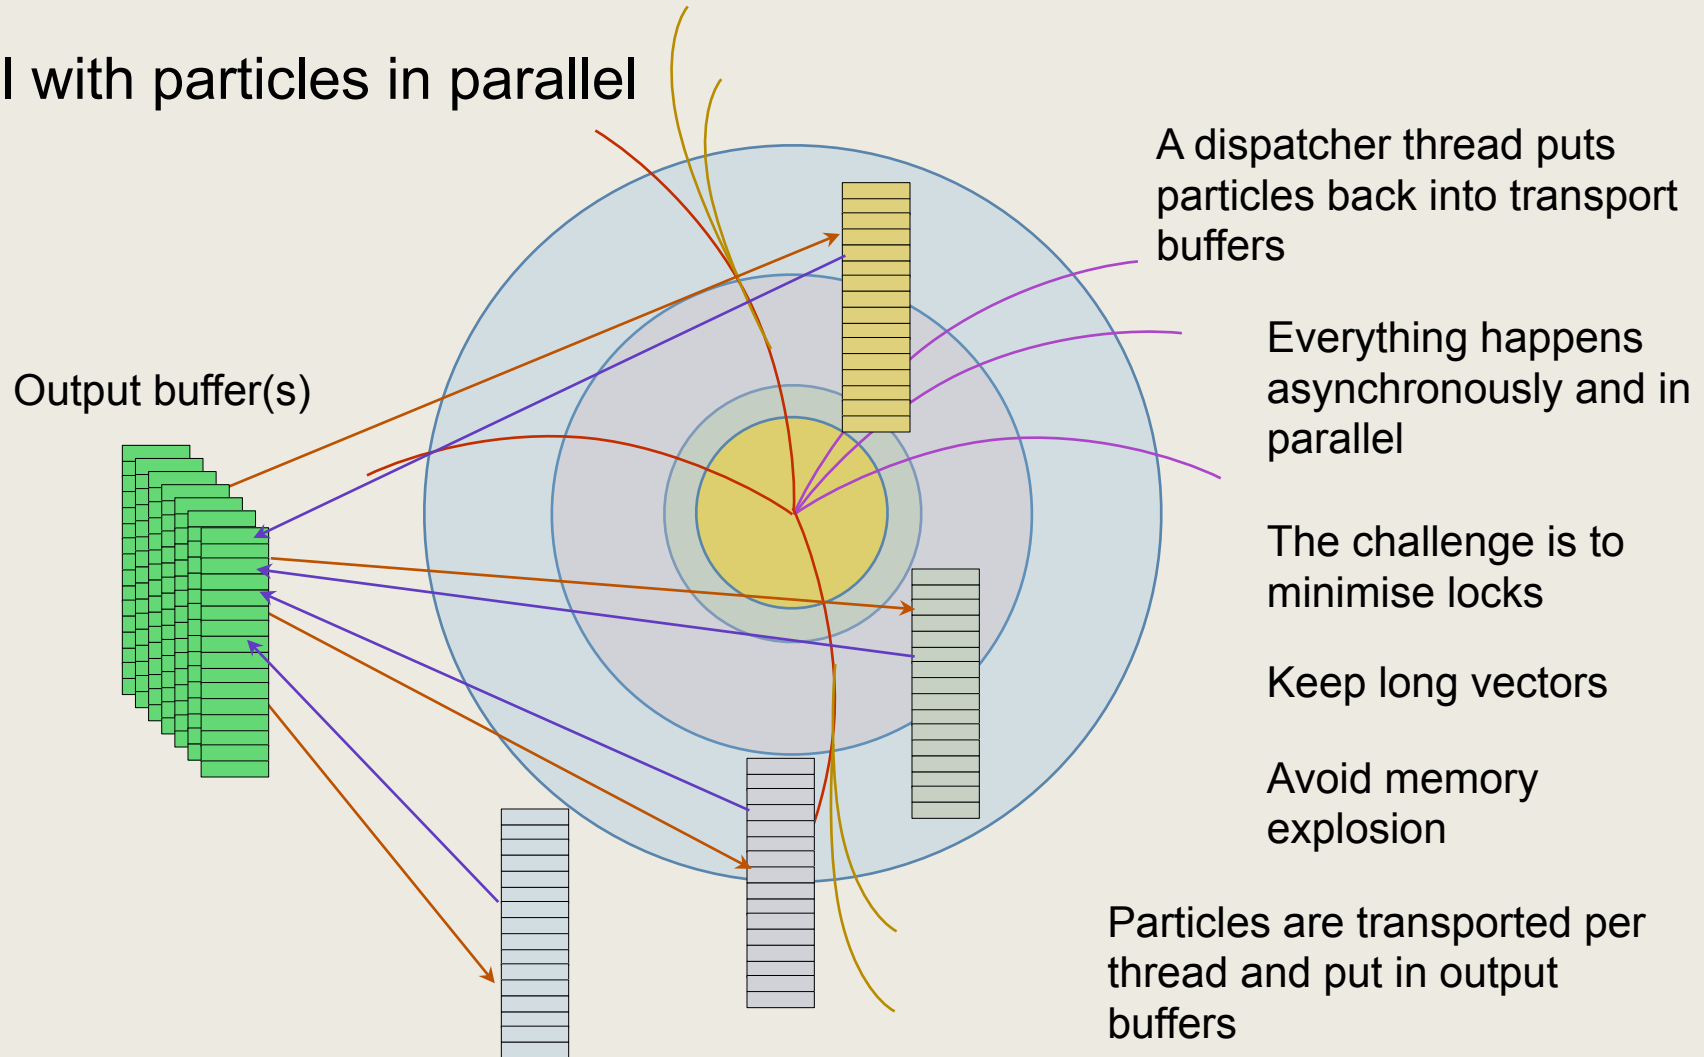 l with particles in parallel
A dispatcher thread puts
particles back into transport
buffers
Everything happens
asynchronously and in
parallel
Output buffer(s)
The challenge is to
minimise locks
Keep long vectors
Avoid memory
explosion
Particles are transported per
thread and put in output
buffers